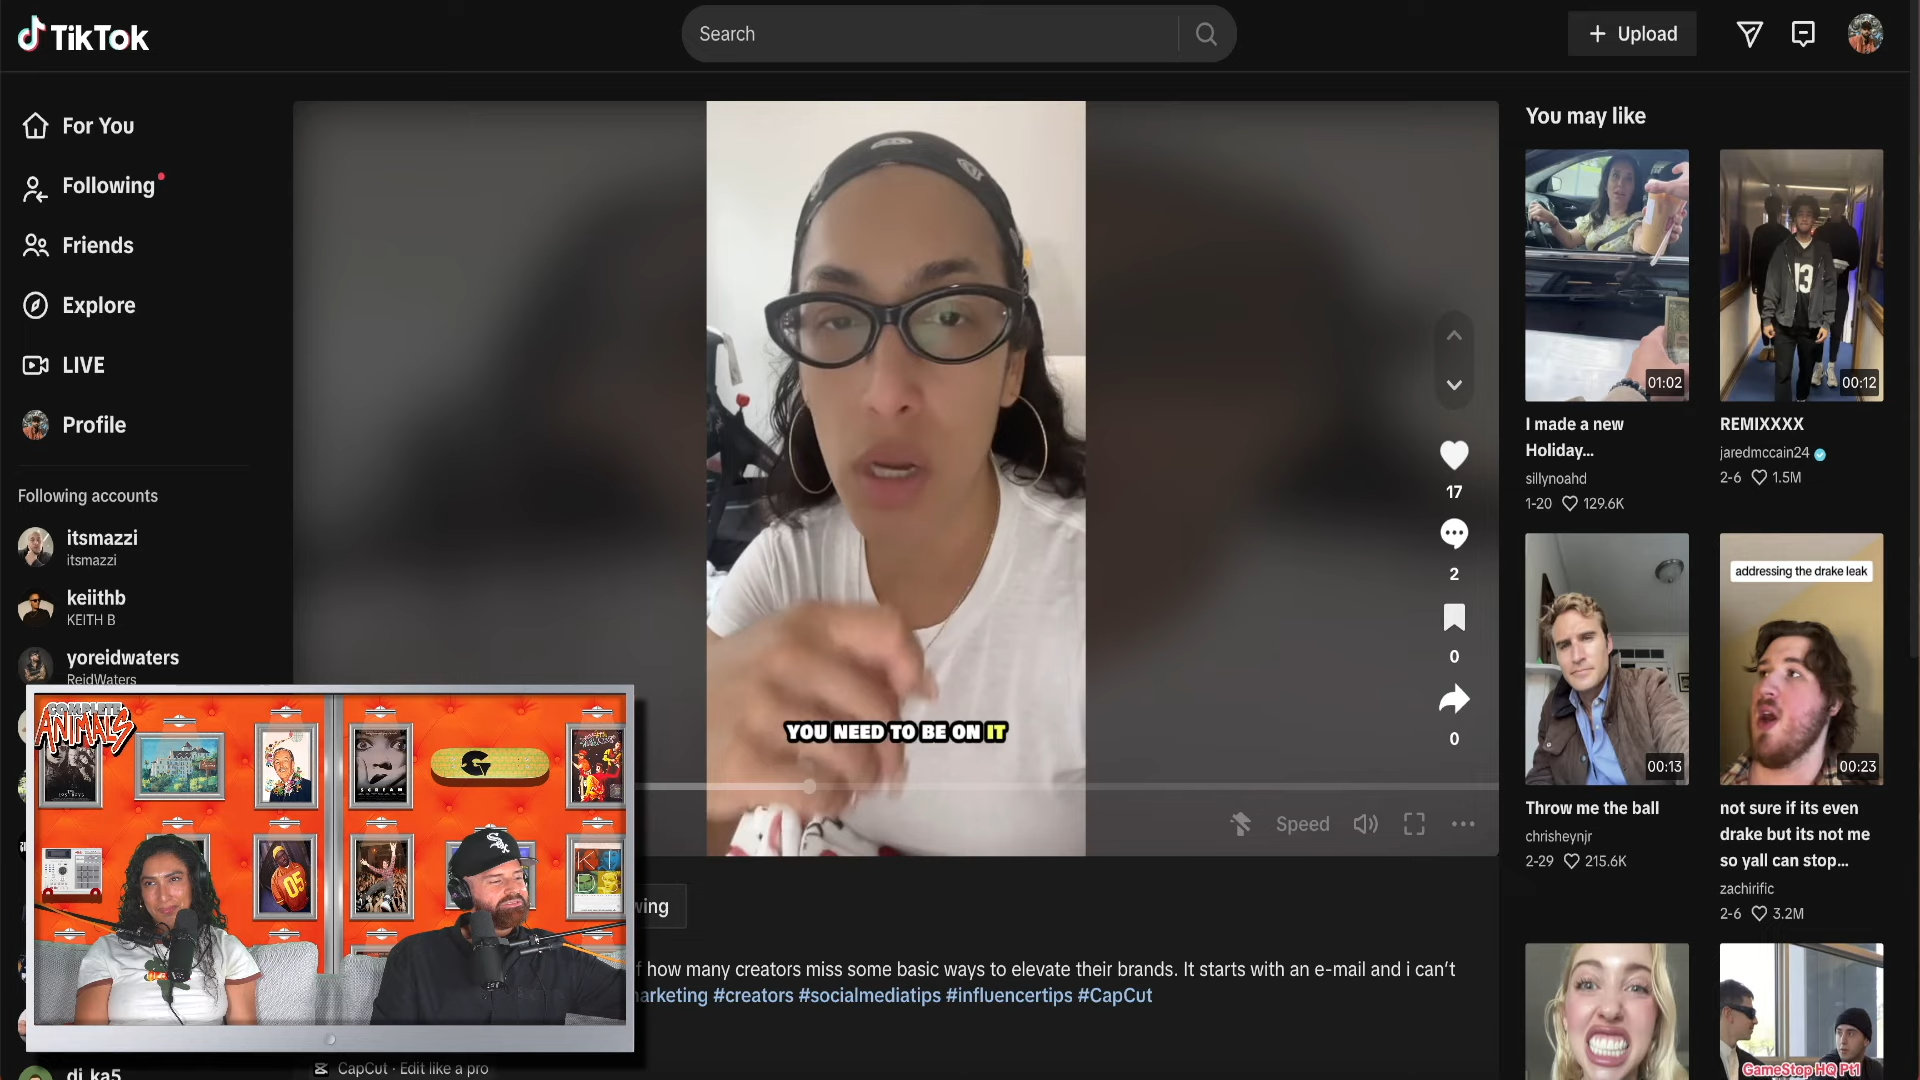 TikTok
Search
Upload
For You
Following
Friends
Explore
LIVE
Profile
Following accounts
itsmazzi
itsmazzi
keiithb
KEITH B
yoreidwaters
ReidWaters
COMPLETE
ANIMALS
SCREAM
05
YOU NEED TO BE ON IT
17
2
0
0
Speed
how many creators miss some basic ways to elevate their brands. It starts with an e-mail and i can't
#creators #socialmediatips #influencertips #CapCut
CapCut · Edit like a pro
You may like
01:02
I made a new
Holiday...
sillynoahd
1-20 129.6K
13
00:12
REMIXXXX
jaredmccain24
2-6 1.5M
00:13
Throw me the ball
chrisheynjr
2-29 215.6K
addressing the drake leak
00:23
not sure if its even
drake but its not me
so yall can stop...
zachirific
2-6 3.2M
GameStop HQ Pt1